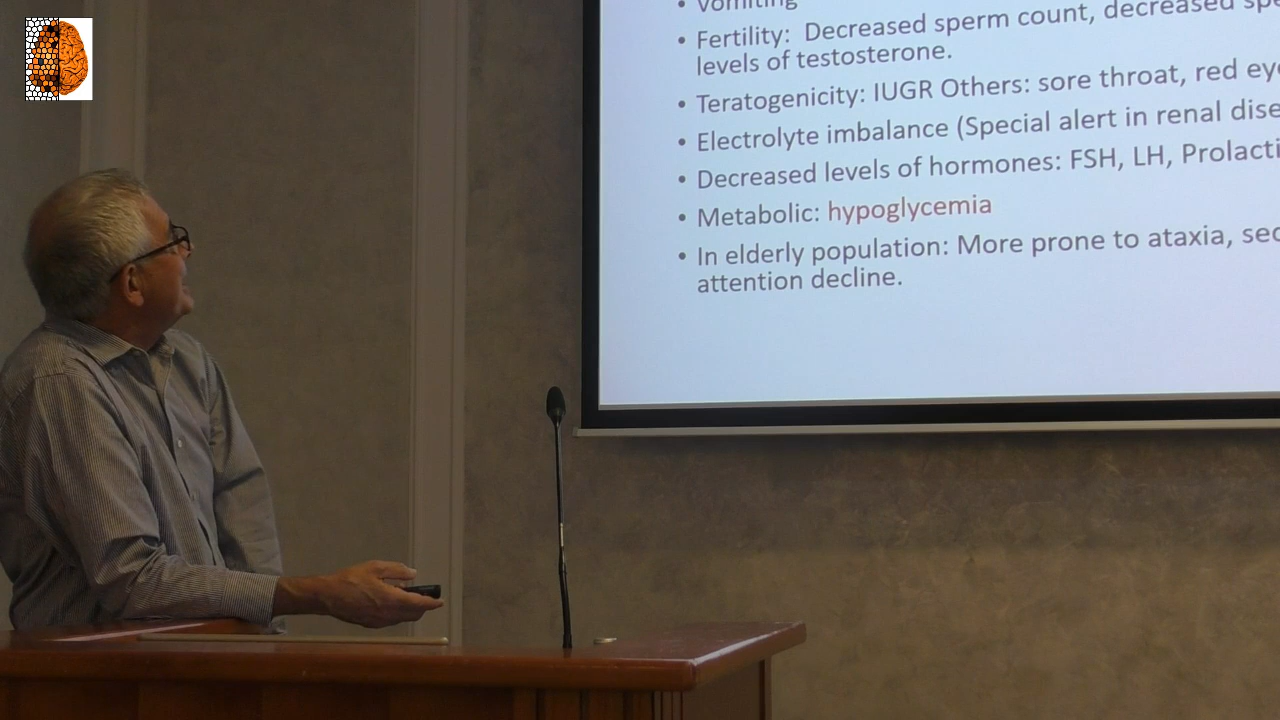 • Vomiting
• Fertility: Decreased sperm count, decreased
levels of testosterone.
• Teratogenicity: IUGR Others: sore throat, red
• Electrolyte imbalance (Special alert in renal
• Decreased levels of hormones: FSH, LH,
• Metabolic: hypoglycemia
• In elderly population: More prone to ataxia,
attention decline.